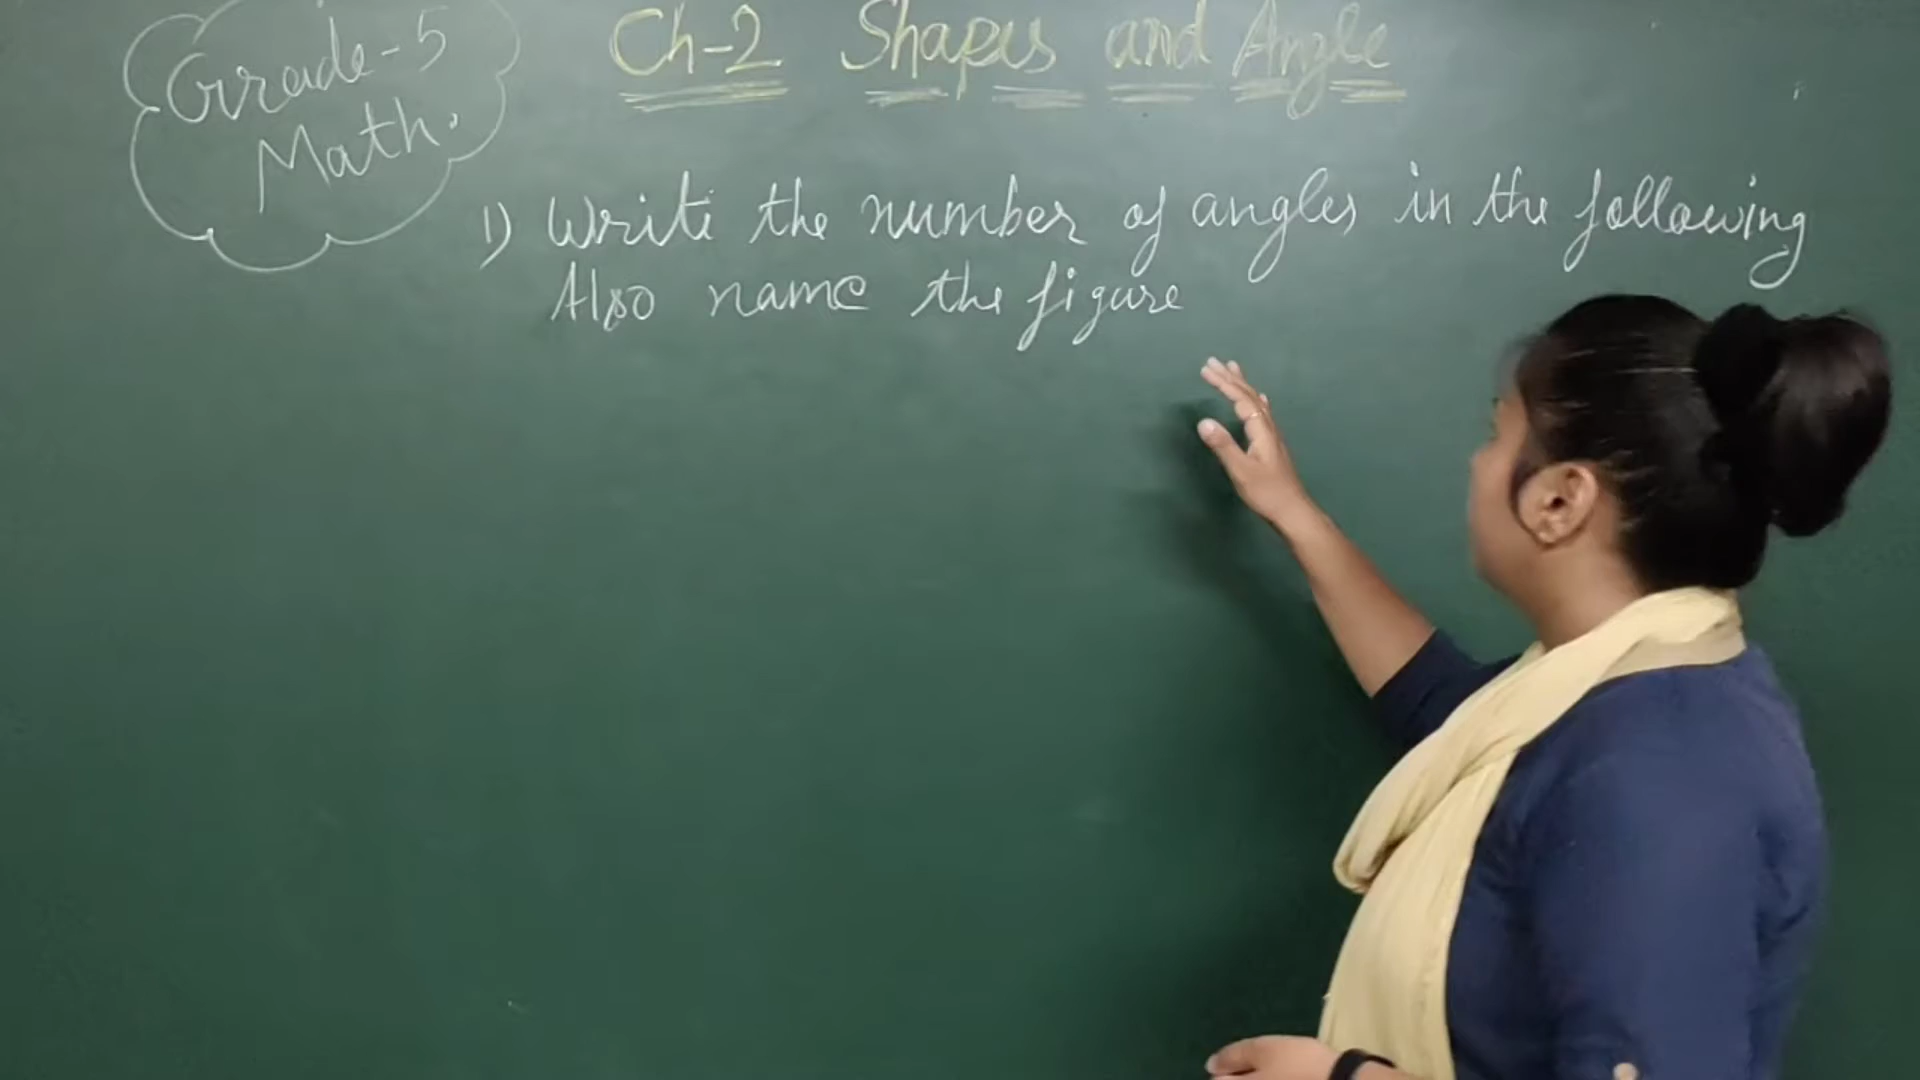 Grade-5
Math.
Ch-2 Shapes and Angle
1) Write the number of angles in the following
Also name the figure